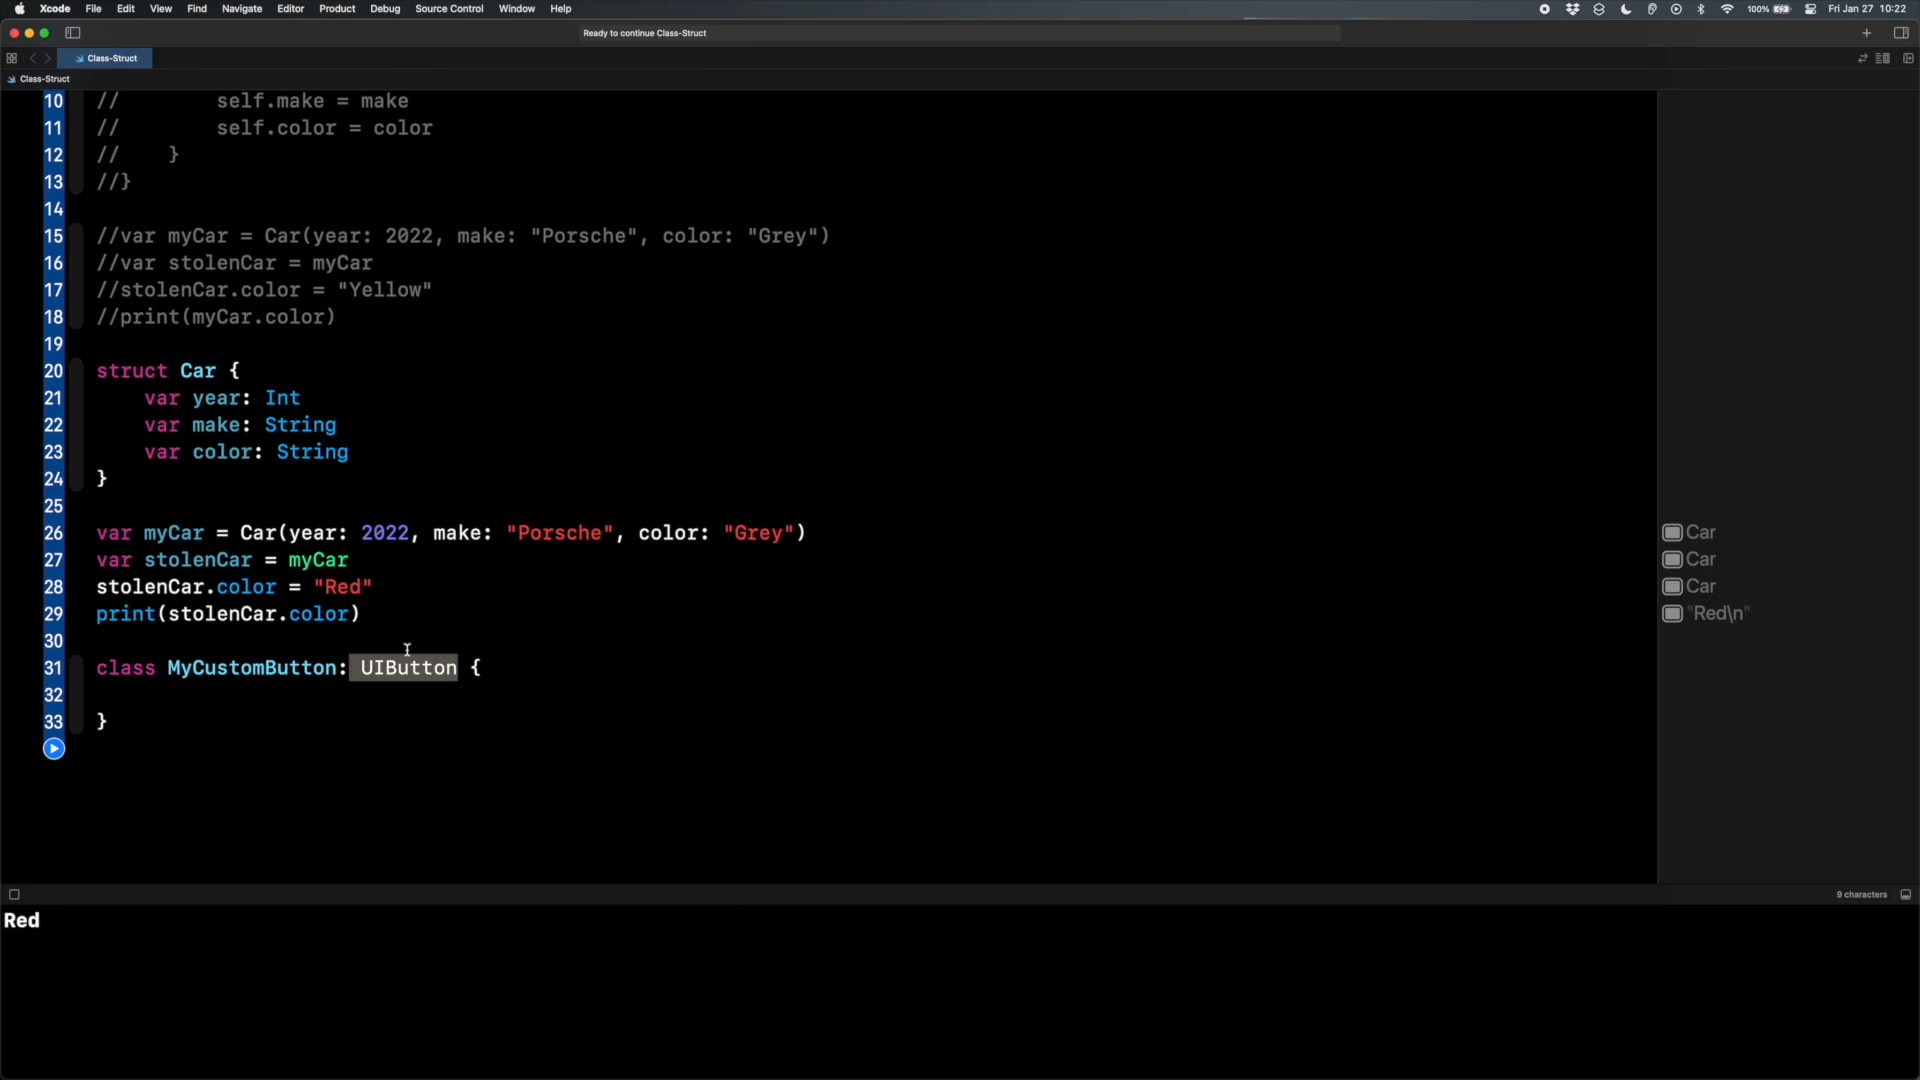 Xcode File Edit View Find Navigate Editor Product Debug Source Control Window Help 100% Fri Jan 27 10:22
Ready to continue Class-Struct
Class-Struct
Class-Struct
10 // self.make = make
11 // self.color = color
12 // }
13 //}
14
15 //var myCar = Car(year: 2022, make: "Porsche", color: "Grey")
16 //var stolenCar = myCar
17 //stolenCar.color = "Yellow"
18 //print(myCar.color)
19
20 struct Car {
21 var year: Int
22 var make: String
23 var color: String
24 }
25
26 var myCar = Car(year: 2022, make: "Porsche", color: "Grey") Car
27 var stolenCar = myCar Car
28 stolenCar.color = "Red" Car
29 print(stolenCar.color) "Red\n"
30
31 class MyCustomButton: UIButton {
32
33 }
9 characters
Red